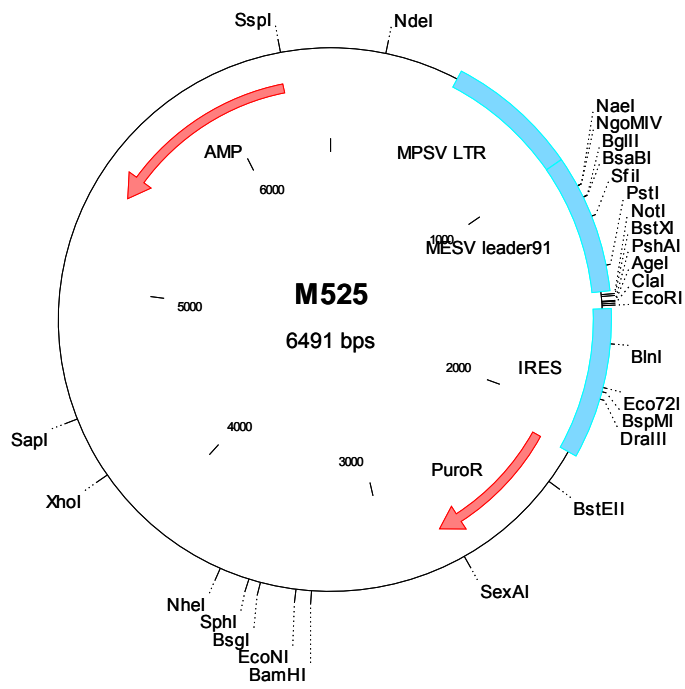 SspI
NdeI
NaeI
NgoMIV
BglII
BsaBI
SfiI
PstI
NotI
BstXI
PshAI
AgeI
ClaI
EcoRI
AMP
MPSV LTR
6000
1000
MESV leader91
M525
6491 bps
5000
BlnI
IRES
2000
Eco72I
BspMI
DraIII
4000
3000
PuroR
SapI
XhoI
BstEII
SexAI
NheI
SphI
BsgI
EcoNI
BamHI